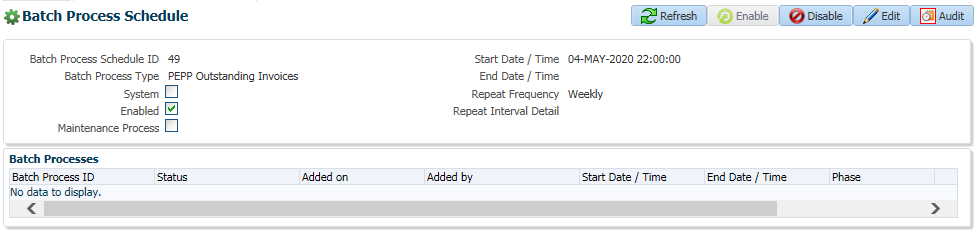 Batch Process Schedule
Refresh Enable Disable Edit Audit
Batch Process Schedule ID 49
Batch Process Type PEPP Outstanding Invoices
System
Enabled
Maintenance Process
Start Date / Time 04-MAY-2020 22:00:00
End Date / Time
Repeat Frequency Weekly
Repeat Interval Detail
Batch Processes
Batch Process ID Status Added on Added by Start Date / Time End Date / Time Phase
No data to display.